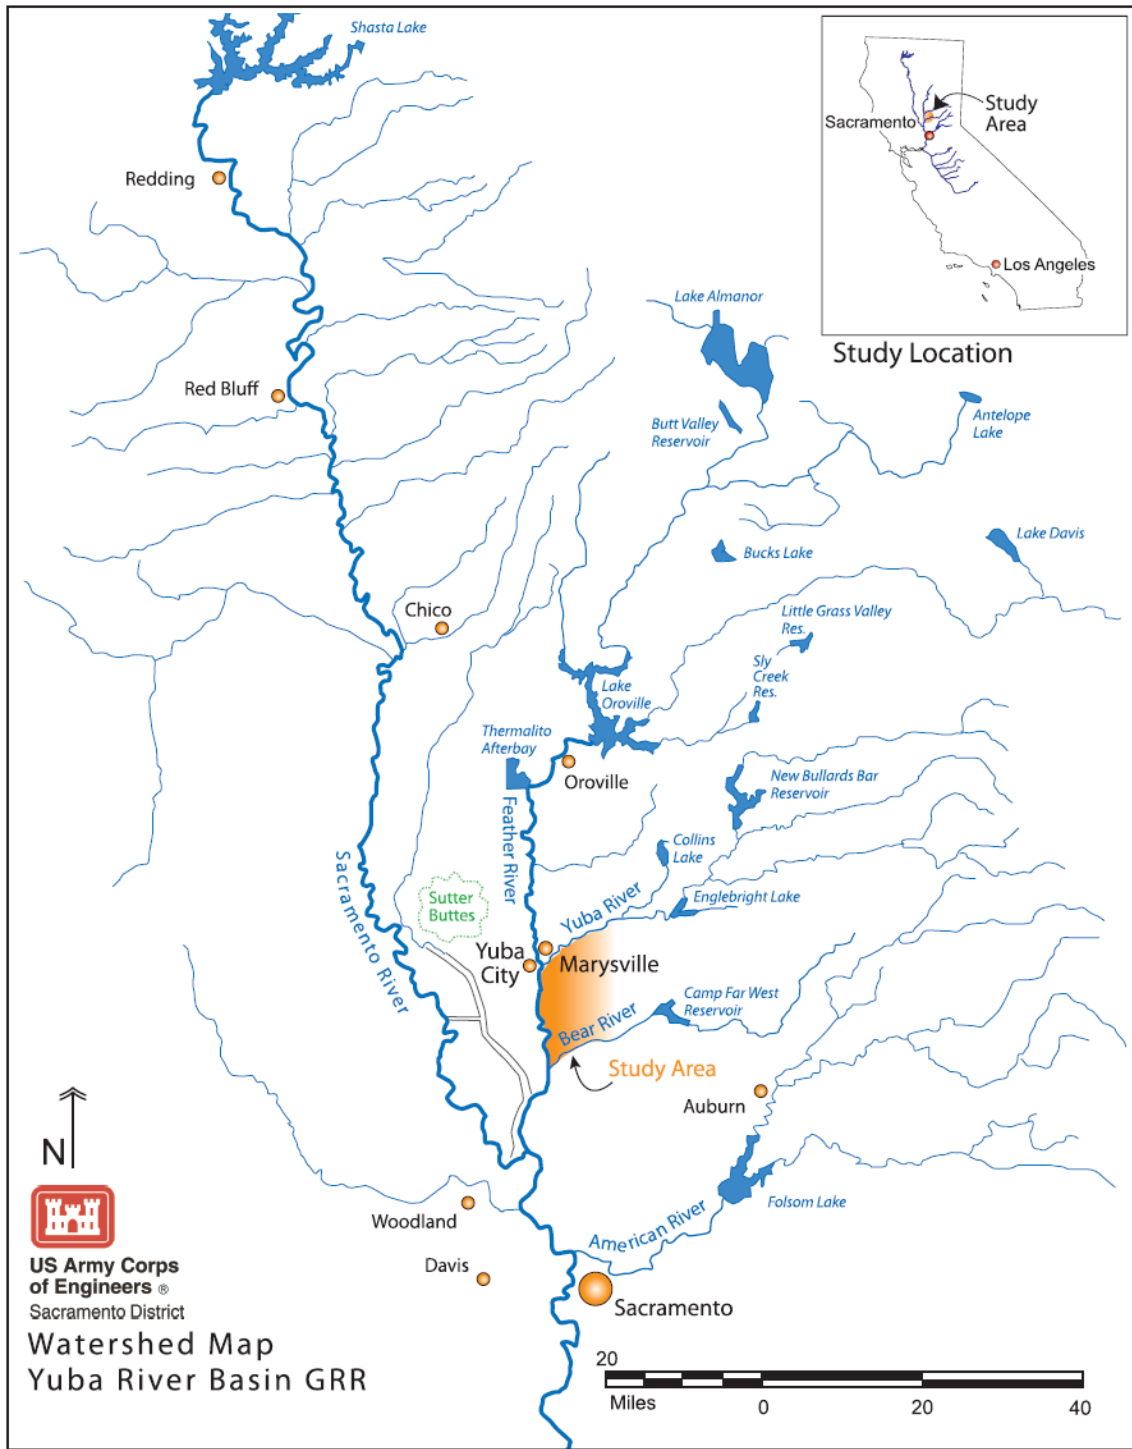 Shasta Lake
Study
Area
Sacramento
Los Angeles
Study Location
Redding
Lake Almanor
Red Bluff
Butt Valley
Reservoir
Antelope
Lake
Bucks Lake
Lake Davis
Chico
Little Grass Valley
Res.
Sly
Creek
Res.
Lake
Oroville
Thermalito
Afterbay
Oroville
New Bullards Bar
Reservoir
Feather River
Collins
Lake
Sacramento River
Sutter
Buttes
Yuba River
Englebright Lake
Yuba
City
Marysville
Camp Far West
Reservoir
Bear River
Study Area
Auburn
N
Folsom Lake
Woodland
American River
Davis
Sacramento
US Army Corps
of Engineers ®
Sacramento District
Watershed Map
Yuba River Basin GRR
20
Miles
0
20
40